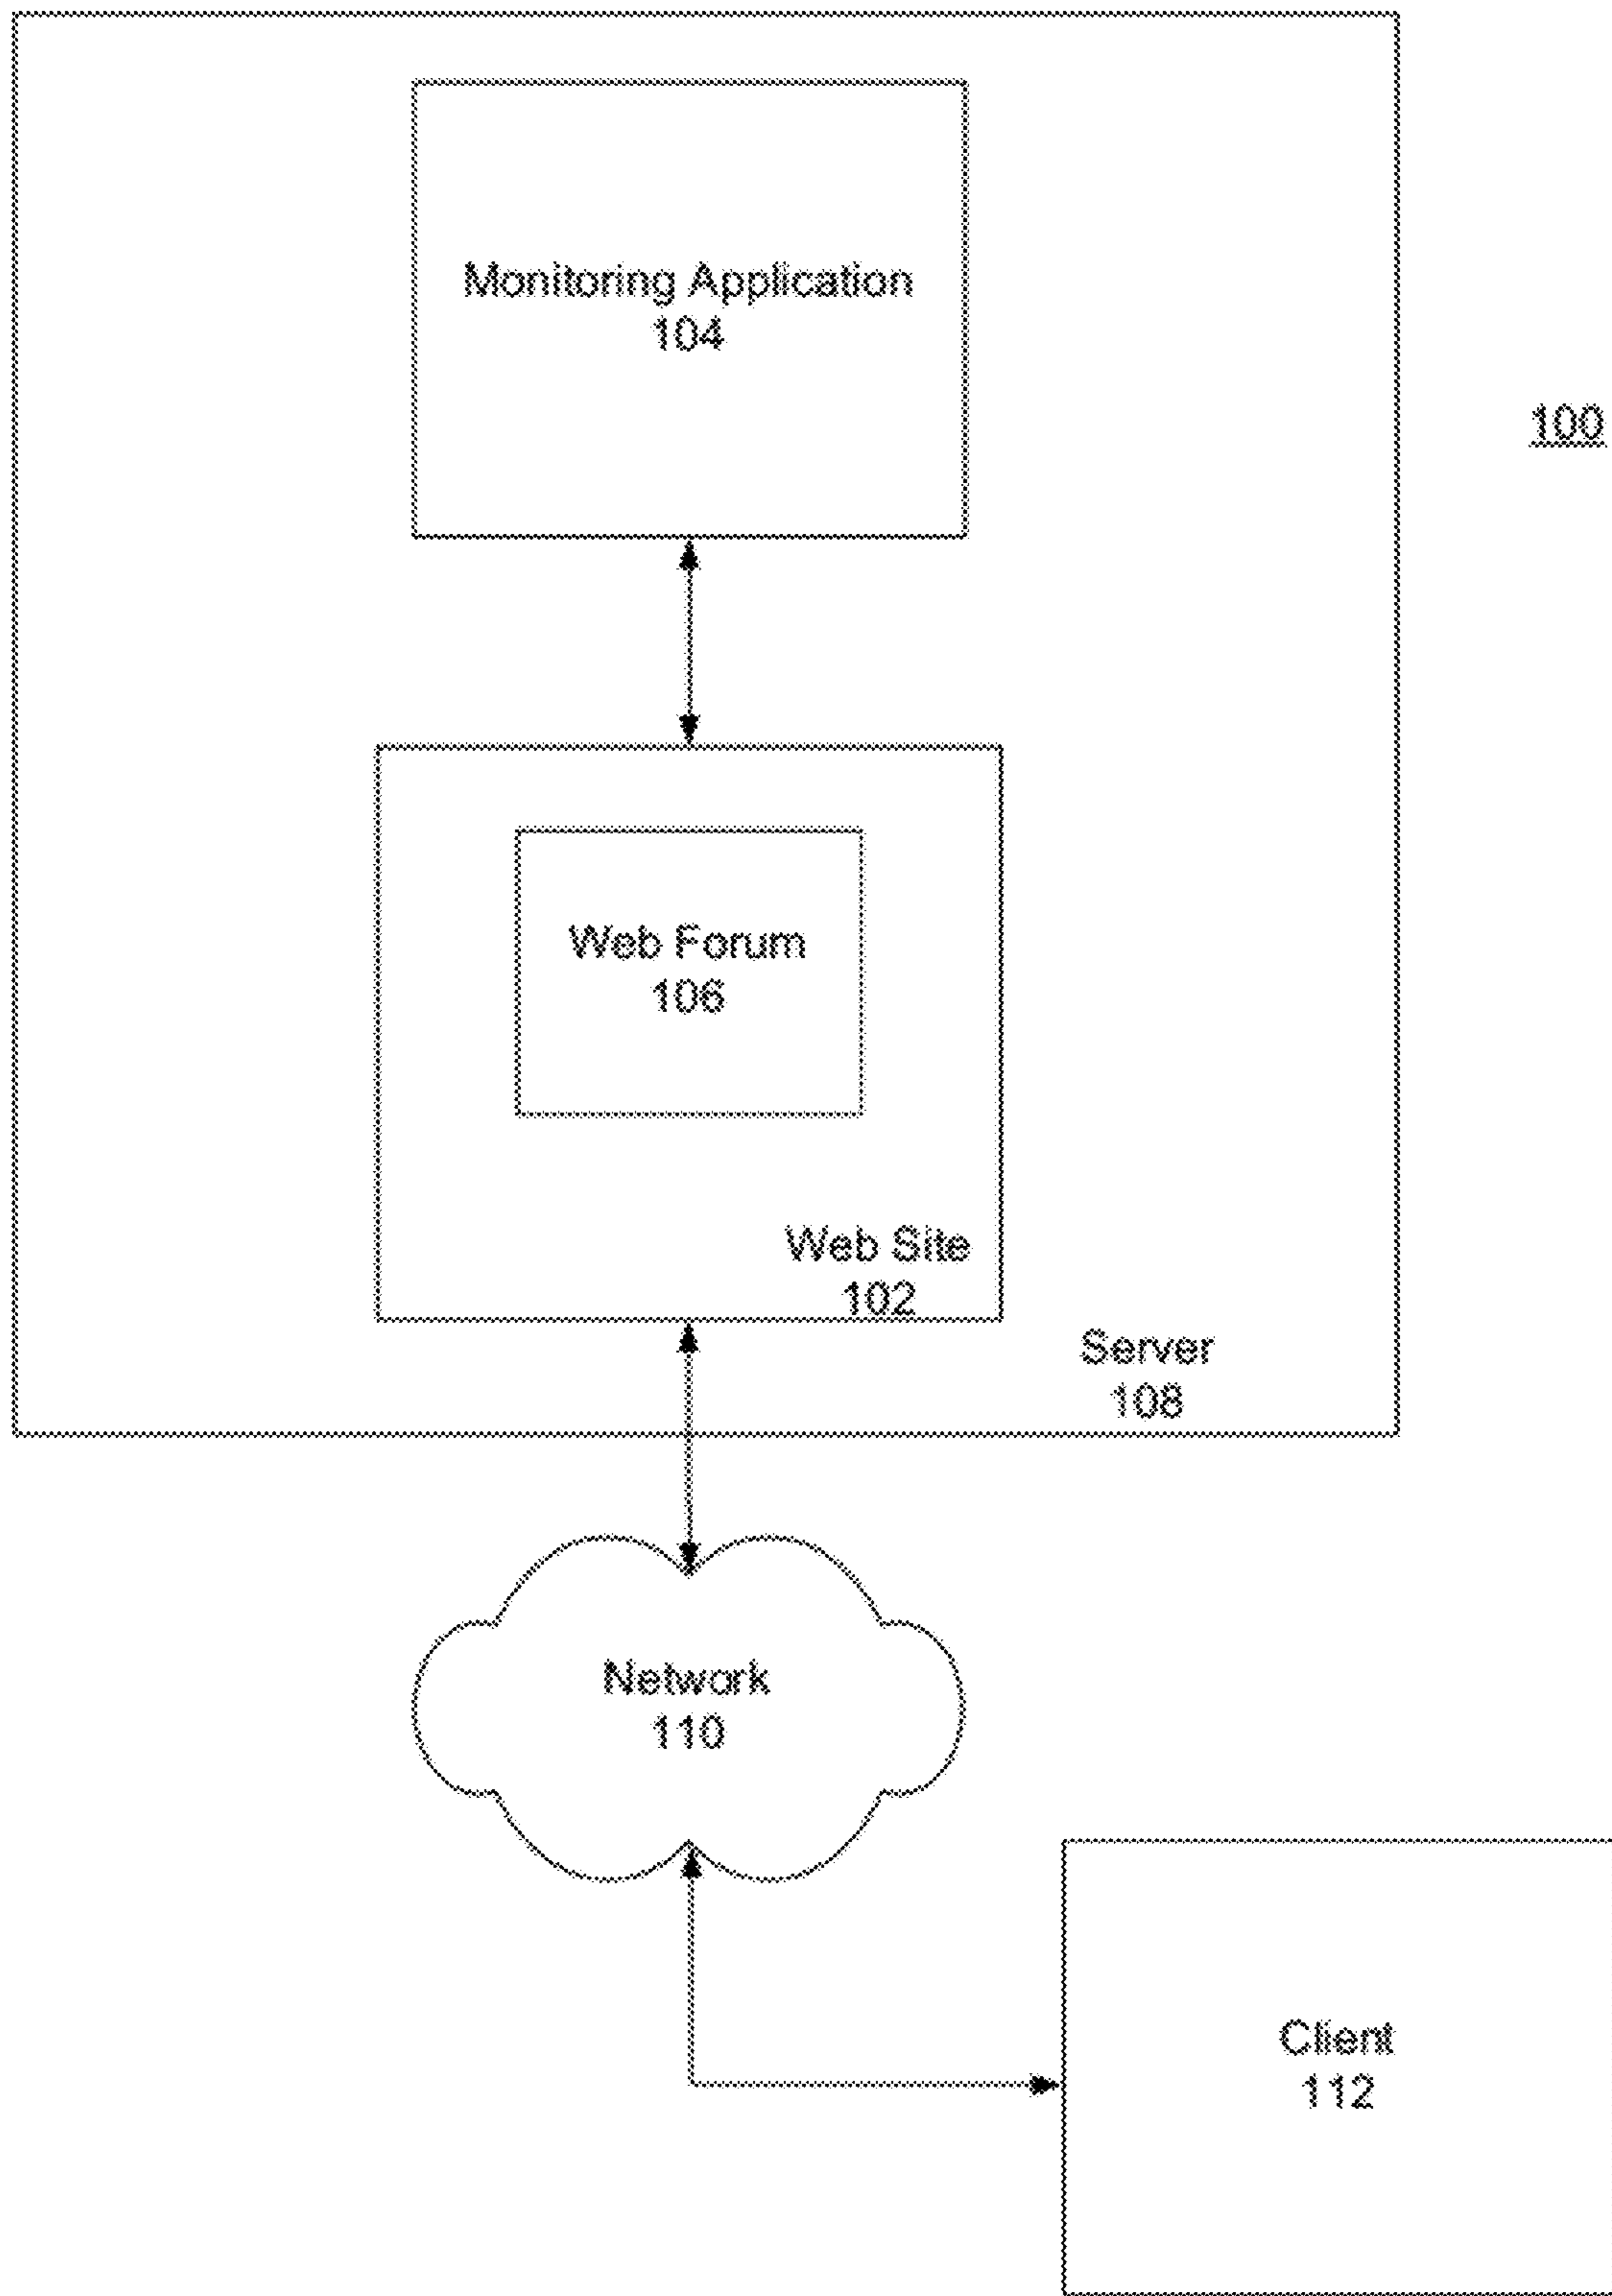 Monitoring Application
104
100
Web Forum
106
Web Site
102
Server
108
Network
110
Client
112